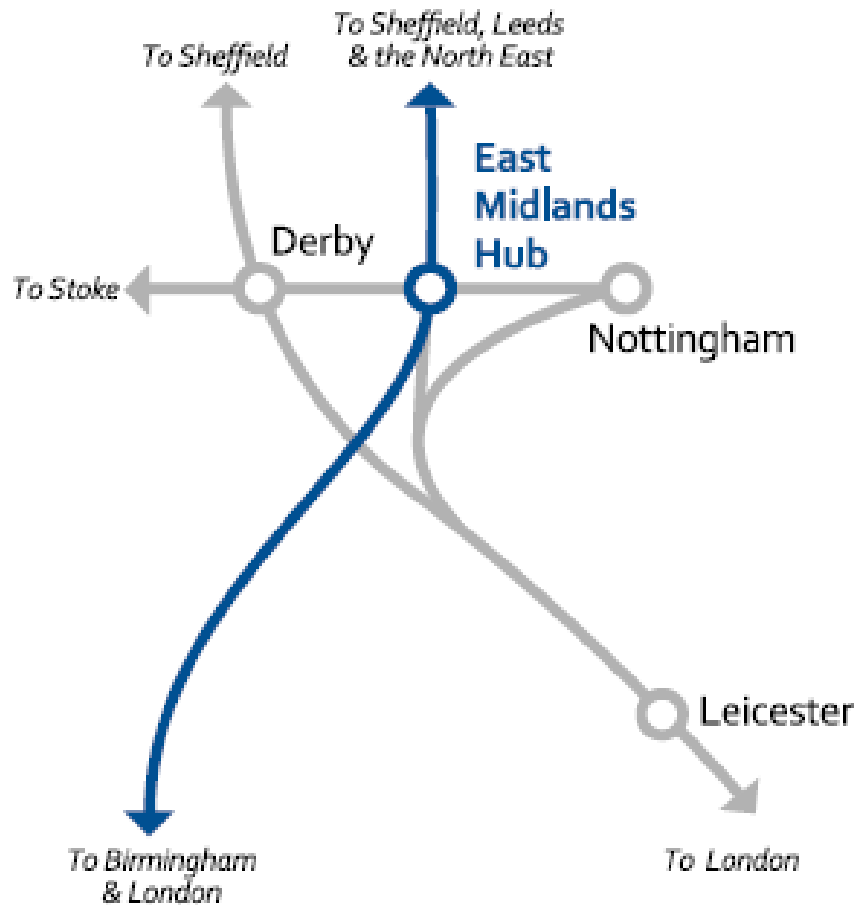 To Sheffield
To Sheffield, Leeds
& the North East
East
Midlands
Hub
Derby
To Stoke
Nottingham
Leicester
To Birmingham
& London
To London